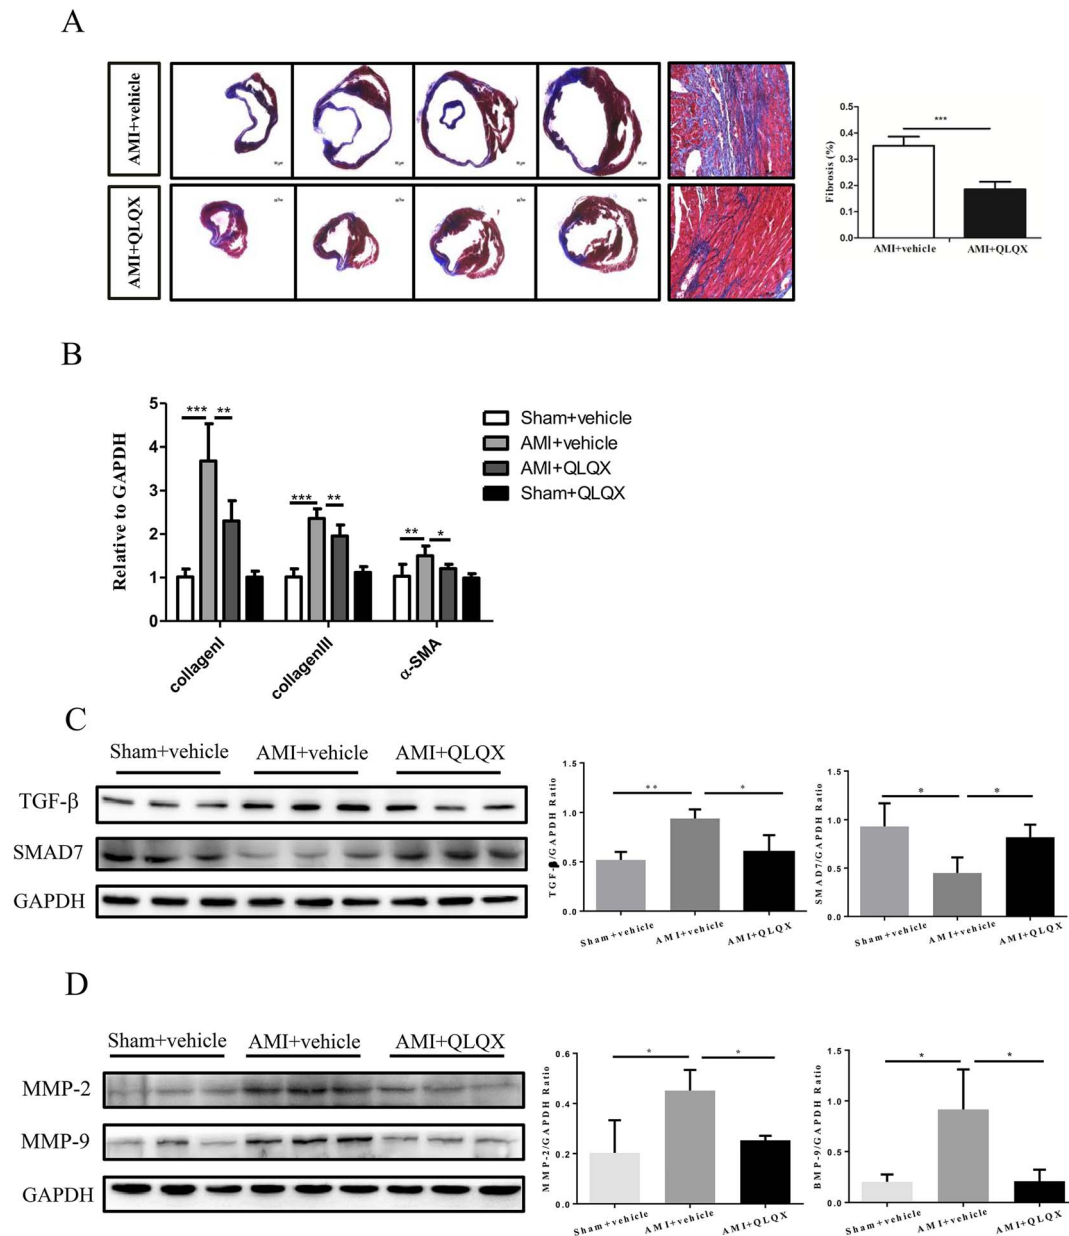 A
AMI+vehicle
AMI+QLQX
Fibrosis (%)
0.5
0.4
0.3
0.2
0.1
0.0
***
AMI+vehicle
AMI+QLQX
B
Relative to GAPDH
5
4
3
2
1
0
*** **
*** **
** *
collagenI
collagenIII
α-SMA
Sham+vehicle
AMI+vehicle
AMI+QLQX
Sham+QLQX
C
Sham+vehicle AMI+vehicle AMI+QLQX
TGF-β
SMAD7
GAPDH
TGF-β/GAPDH Ratio
1.5
1.0
0.5
0.0
** *
Sham+vehicle
AMI+vehicle
AMI+QLQX
SMAD7/GAPDH Ratio
1.5
1.0
0.5
0.0
* *
Sham+vehicle
AMI+vehicle
AMI+QLQX
D
Sham+vehicle AMI+vehicle AMI+QLQX
MMP-2
MMP-9
GAPDH
MMP-2/GAPDH Ratio
0.6
0.4
0.2
0.0
* *
Sham+vehicle
AMI+vehicle
AMI+QLQX
BMP-9/GAPDH Ratio
1.5
1.0
0.5
0.0
* *
Sham+vehicle
AMI+vehicle
AMI+QLQX